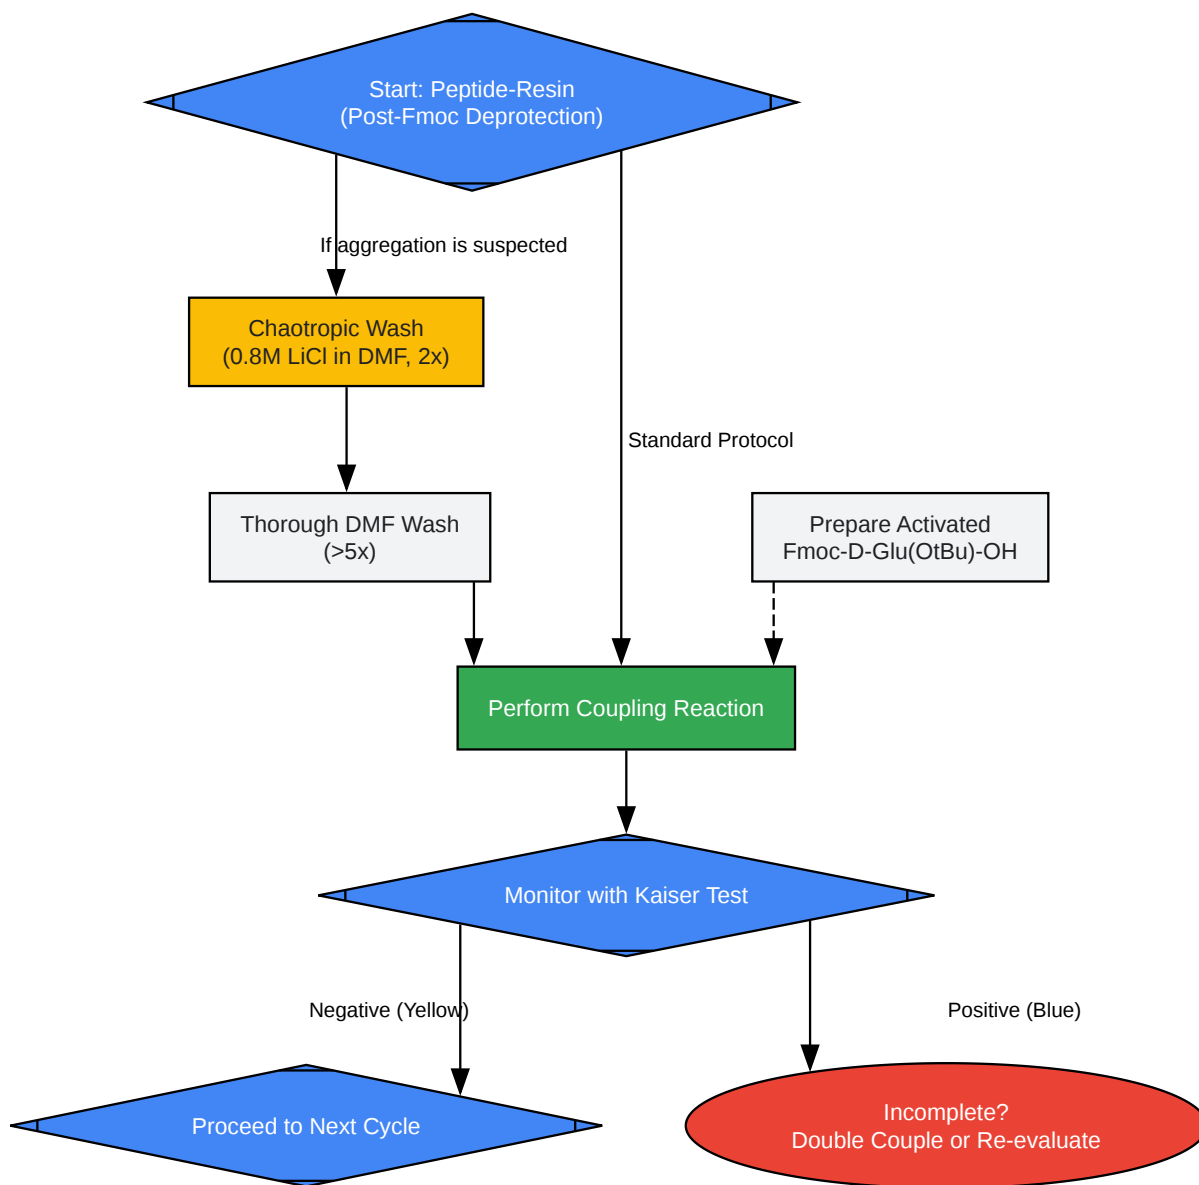 Start: Peptide-Resin
(Post-Fmoc Deprotection)
If aggregation is suspected
Chaotropic Wash
(0.8M LiCl in DMF, 2x)
Standard Protocol
Thorough DMF Wash
(>5x)
Prepare Activated
Fmoc-D-Glu(OtBu)-OH
Perform Coupling Reaction
Monitor with Kaiser Test
Negative (Yellow)
Positive (Blue)
Proceed to Next Cycle
Incomplete?
Double Couple or Re-evaluate